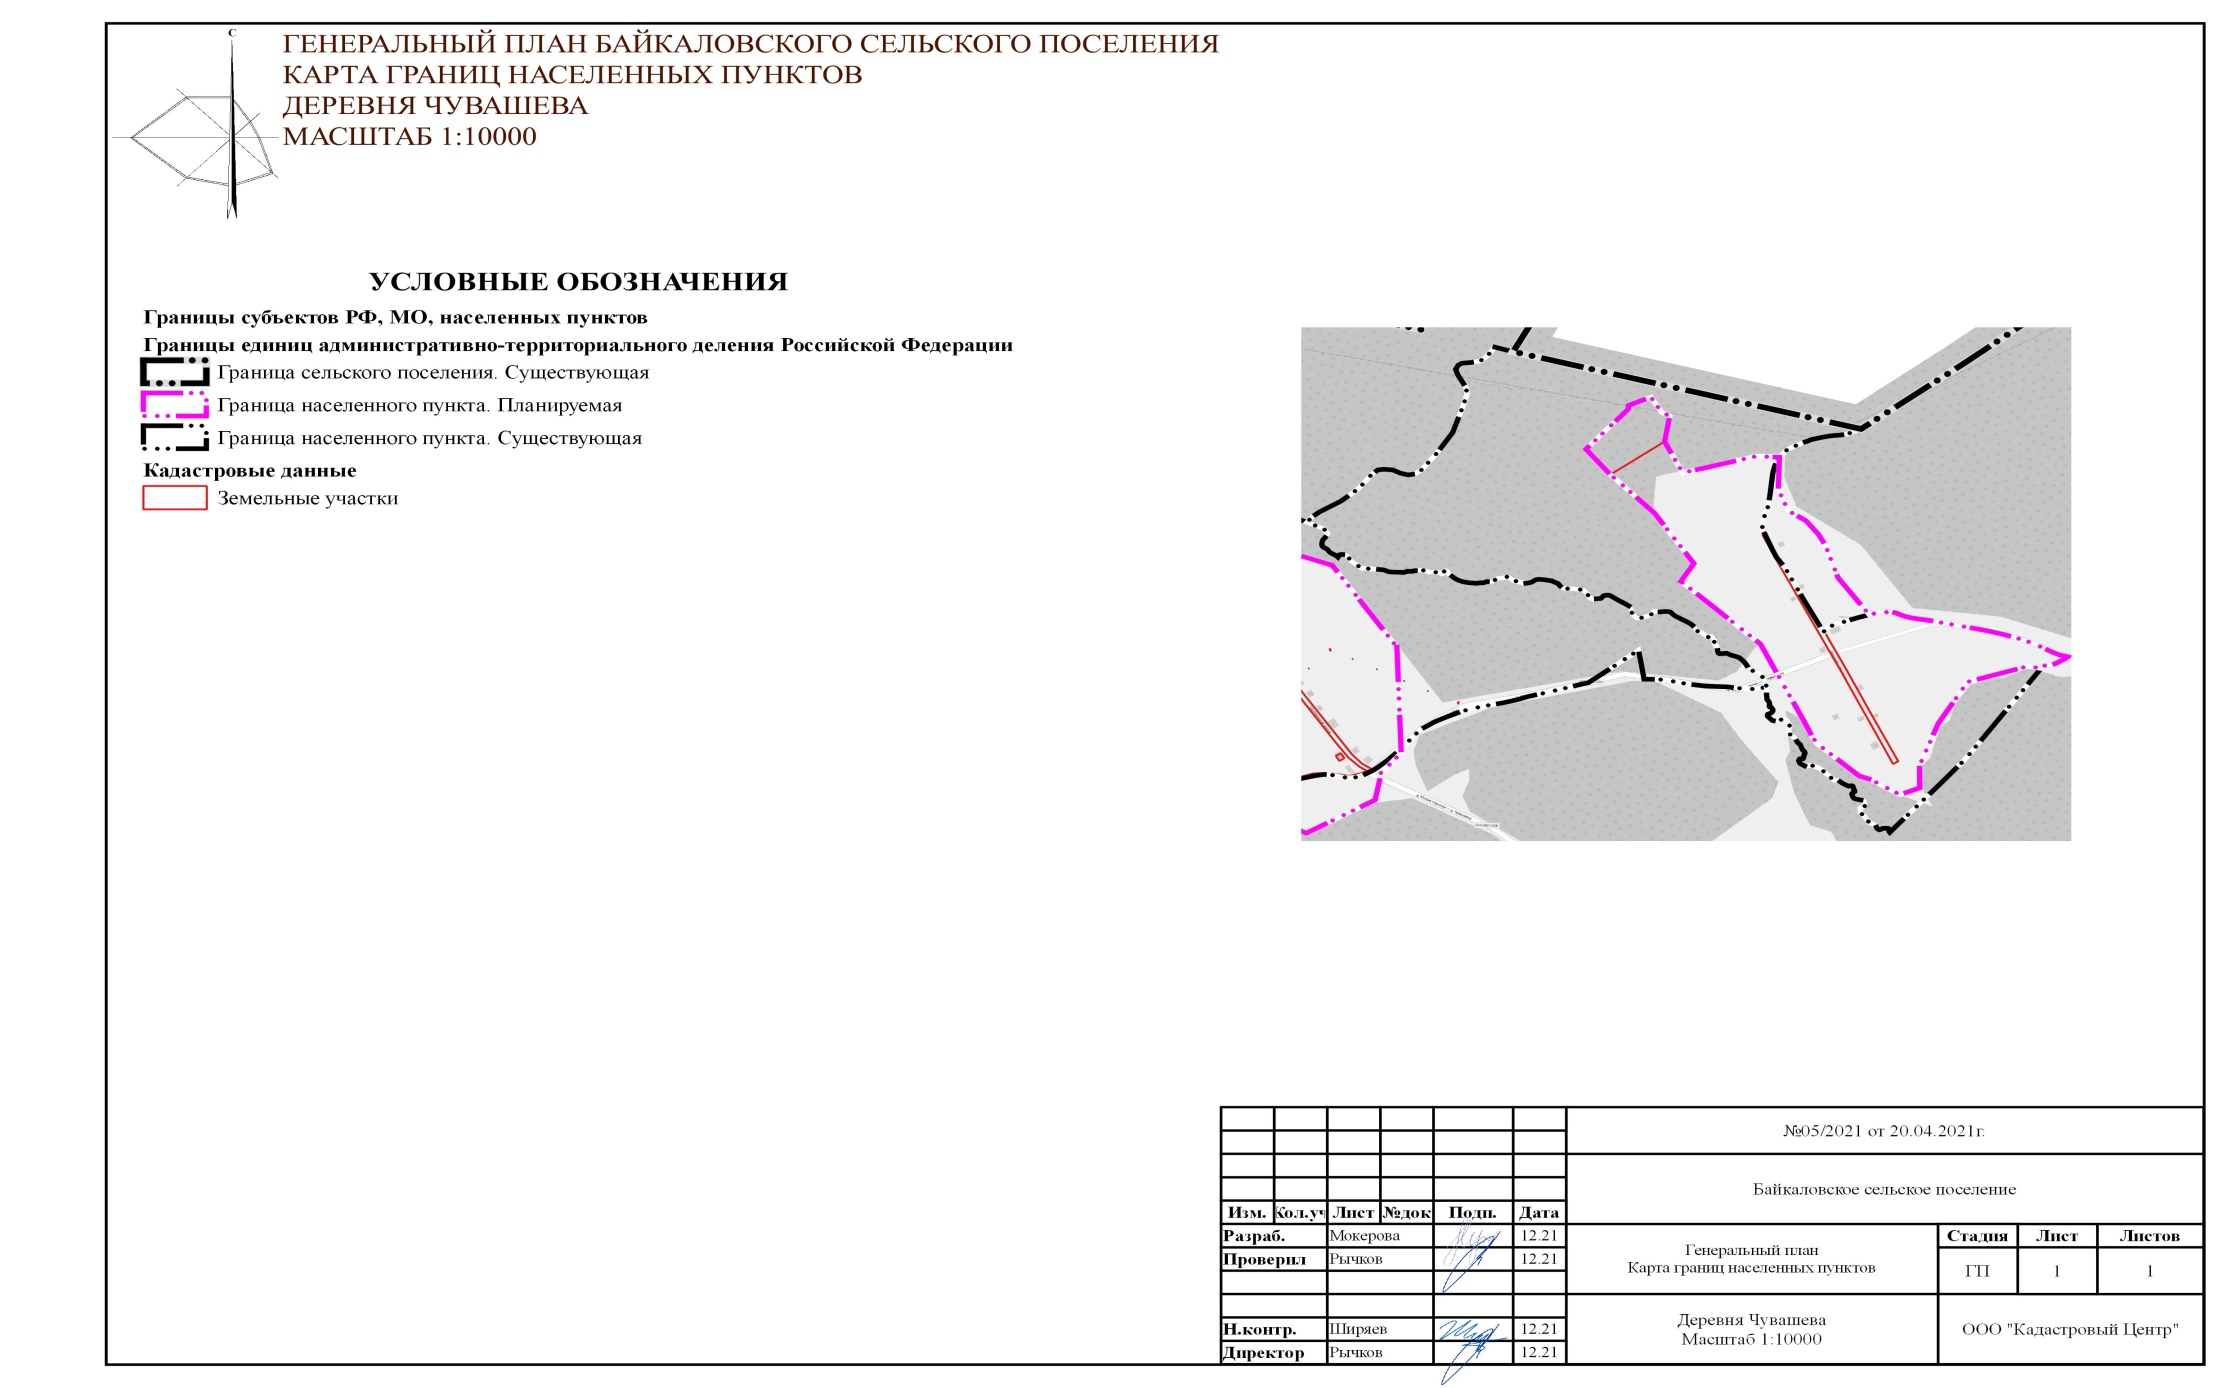 С
ГЕНЕРАЛЬНЫЙ ПЛАН БАЙКАЛОВСКОГО СЕЛЬСКОГО ПОСЕЛЕНИЯ
КАРТА ГРАНИЦ НАСЕЛЕННЫХ ПУНКТОВ
ДЕРЕВНЯ ЧУВАШЕВА
МАСШТАБ 1:10000
УСЛОВНЫЕ ОБОЗНАЧЕНИЯ
Границы субъектов РФ, МО, населенных пунктов
Границы единиц административно-территориального деления Российской Федерации
Граница сельского поселения. Существующая
Граница населенного пункта. Планируемая
Граница населенного пункта. Существующая
Кадастровые данные
Земельные участки
№05/2021 от 20.04.2021г.
Байкаловское сельское поселение
Изм. Кол.уч Лист №док Подп. Дата
Разраб. Мокерова 12.21
Проверил Рычков 12.21
Генеральный план
Карта границ населенных пунктов
Стадия Лист Листов
ГП 1 1
Н.контр. Ширяев 12.21
Директор Рычков 12.21
Деревня Чувашева
Масштаб 1:10000
ООО "Кадастровый Центр"